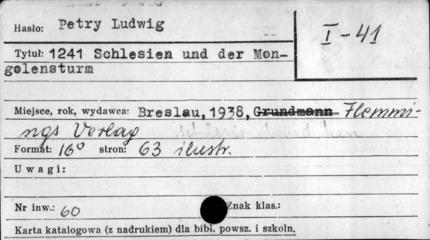 Hasło: Petry Ludwig
I-41
Tytuł: 1241 Schlesien und der Mon-
golensturm
Miejsce, rok, wydawca: Breslau, 1938, Grundmann Flemmi-
ngs Verlag
Format: 16° stron: 63 ilustr.
Uwagi:
Nr inw.: 60 Znak klas.:
Karta katalogowa (z nadrukiem) dla bibl. powsz. i szkoln.